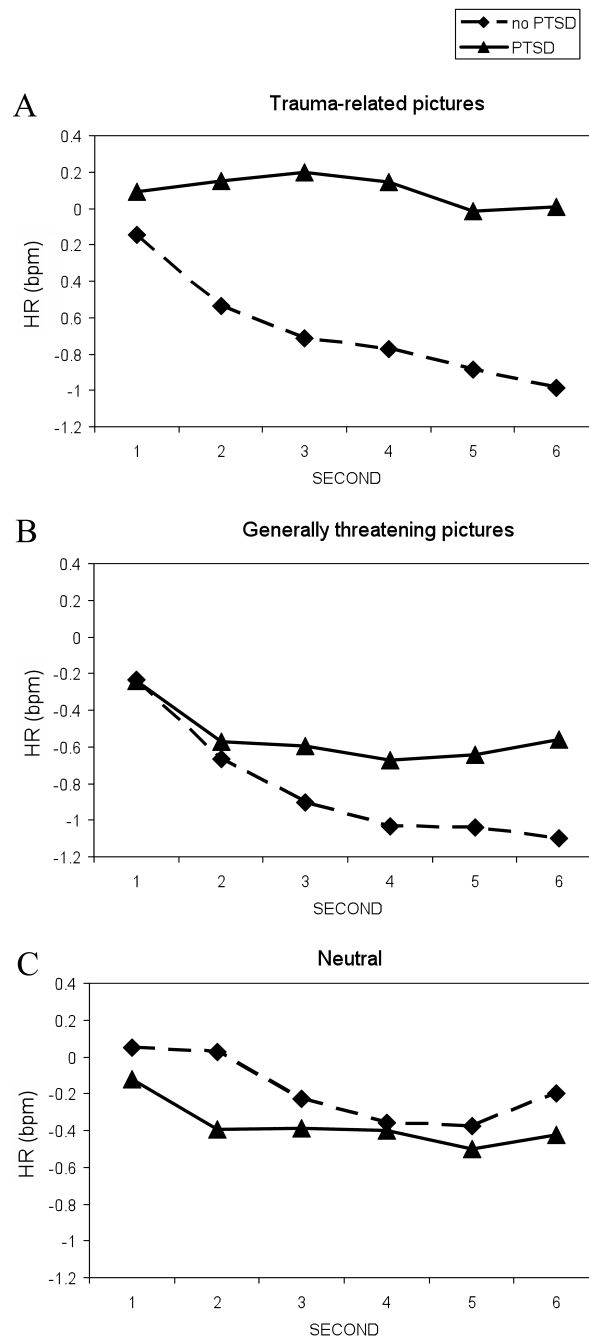 no PTSD
PTSD
A
Trauma-related pictures
0.4
0.2
0
0.2
0.4
0.6
-0.8
-1
-1.2
HR (bpm)
1 2 3 4 5 6
SECOND
B
Generally threatening pictures
0.4
0.2
0
-0.2
-0.4
-0.6
-0.8
-1
-1.2
HR (bpm)
1 2 3 4 5 6
SECOND
C
Neutral
0.4
0.2
0
-0.2
-0.4
-0.6
-0.8
-1
-1.2
HR (bpm)
1 2 3 4 5 6
SECOND